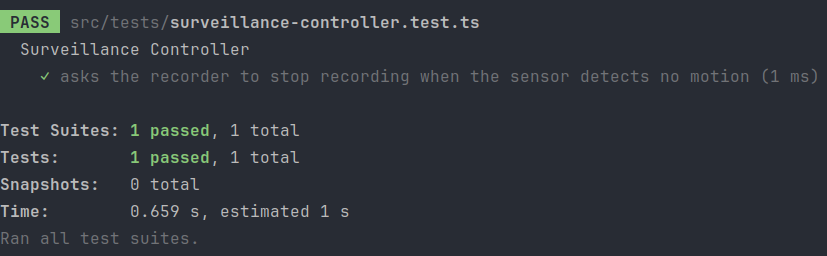 PASS src/tests/surveillance-controller.test.ts
Surveillance Controller
✓ asks the recorder to stop recording when the sensor detects no motion (1 ms)
Test Suites: 1 passed, 1 total
Tests: 1 passed, 1 total
Snapshots: 0 total
Time: 0.659 s, estimated 1 s
Ran all test suites.